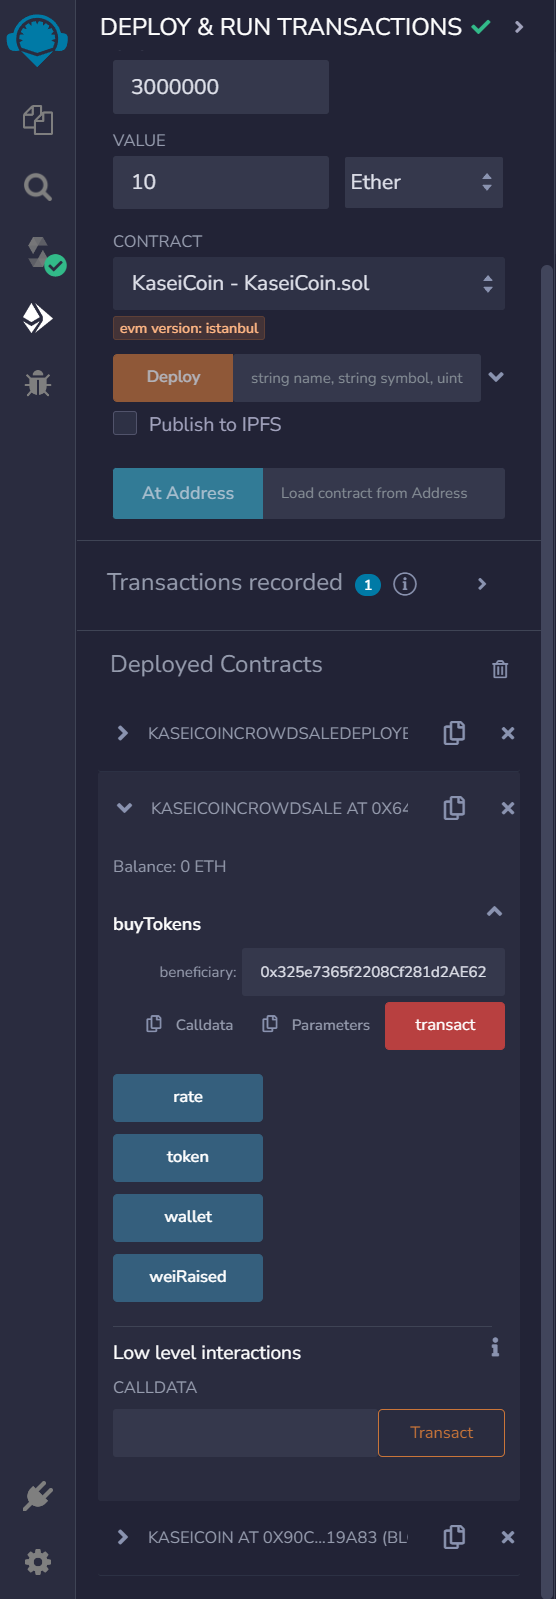 DEPLOY & RUN TRANSACTIONS
3000000
VALUE
10 Ether
CONTRACT
KaseiCoin - KaseiCoin.sol
evm version: istanbul
Deploy string name, string symbol, uint
Publish to IPFS
At Address Load contract from Address
Transactions recorded 1 i
Deployed Contracts
KASEICOINCROWDSALEDEPLOYE
KASEICOINCROWDSALE AT 0X64
Balance: 0 ETH
buyTokens
beneficiary: 0x325e7365f2208Cf281d2AE62
Calldata Parameters transact
rate
token
wallet
weiRaised
Low level interactions i
CALLDATA
Transact
KASEICOIN AT 0X90C...19A83 (BL